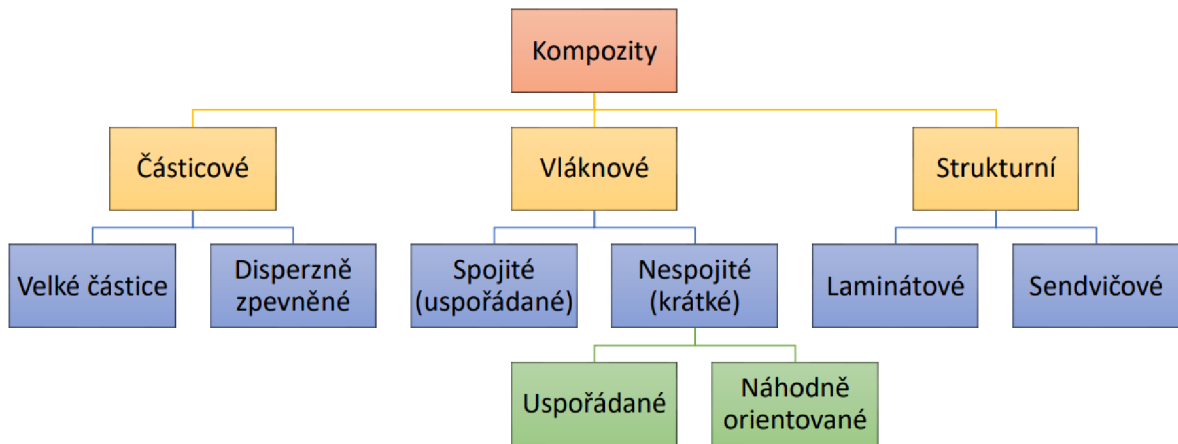 Kompozity
Částicové
Vláknové
Strukturní
Velké částice
Disperzně
zpevněné
Spojité
(uspořádané)
Nespojité
(krátké)
Laminátové
Sendvičové
Uspořádané
Náhodně
orientované